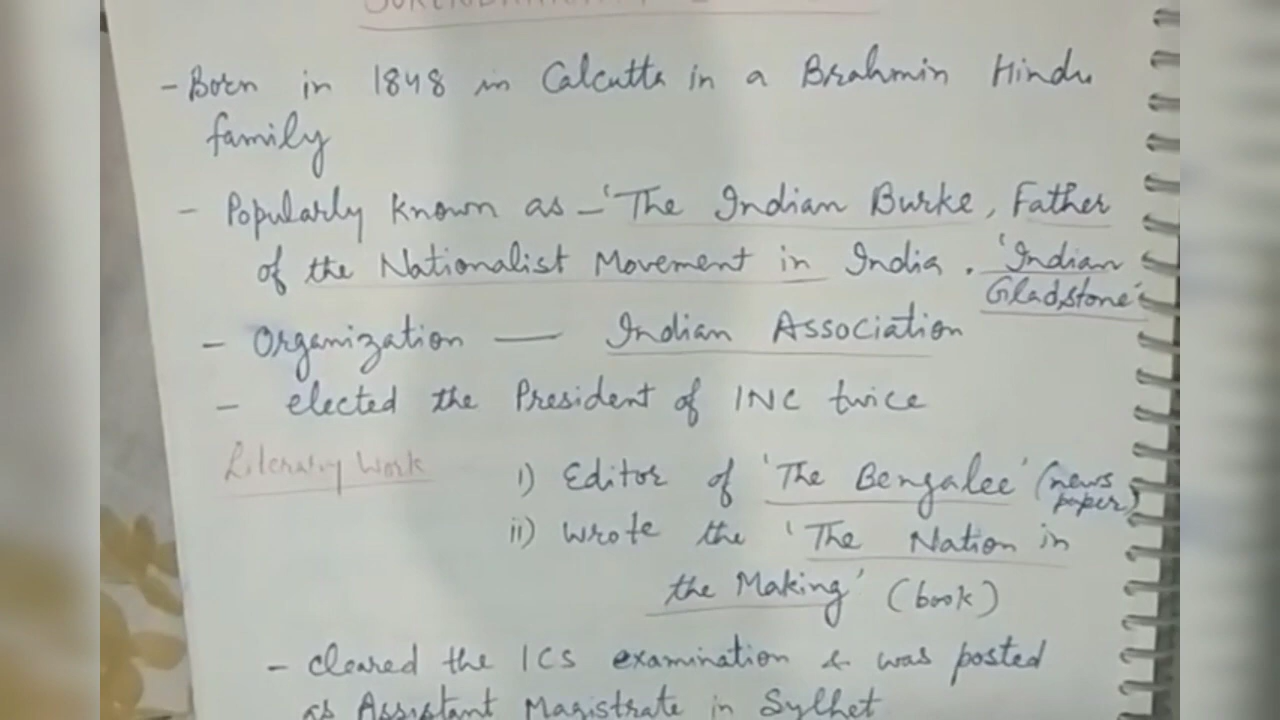 - Born in 1848 in Calcutta in a Brahmin Hindu
family
- Popularly known as - 'The Indian Burke, Father
of the Nationalist Movement in India. 'Indian
Gladstone'
- Organization — Indian Association
- elected the President of INC twice
Literary Work
i) Editor of 'The Bengalee' (news
paper)
ii) wrote the 'The Nation in
the Making' (book)
- cleared the ICS examination & was posted
as Assistant Magistrate in Sylhet